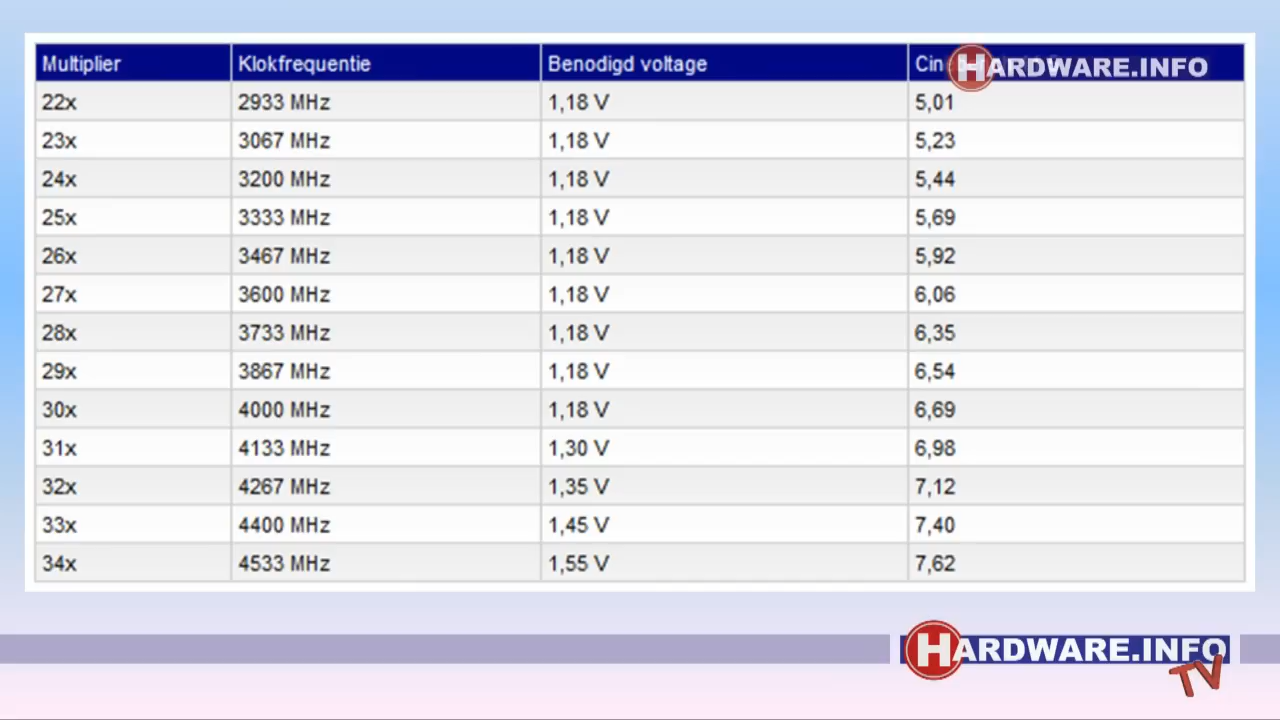 Multiplier Klokfrequentie Benodigd voltage
HARDWARE.INFO
22x 2933 MHz 1,18 V 5,01
23x 3067 MHz 1,18 V 5,23
24x 3200 MHz 1,18 V 5,44
25x 3333 MHz 1,18 V 5,69
26x 3467 MHz 1,18 V 5,92
27x 3600 MHz 1,18 V 6,06
28x 3733 MHz 1,18 V 6,35
29x 3867 MHz 1,18 V 6,54
30x 4000 MHz 1,18 V 6,69
31x 4133 MHz 1,30 V 6,98
32x 4267 MHz 1,35 V 7,12
33x 4400 MHz 1,45 V 7,40
34x 4533 MHz 1,55 V 7,62
HARDWARE.INFO
TV